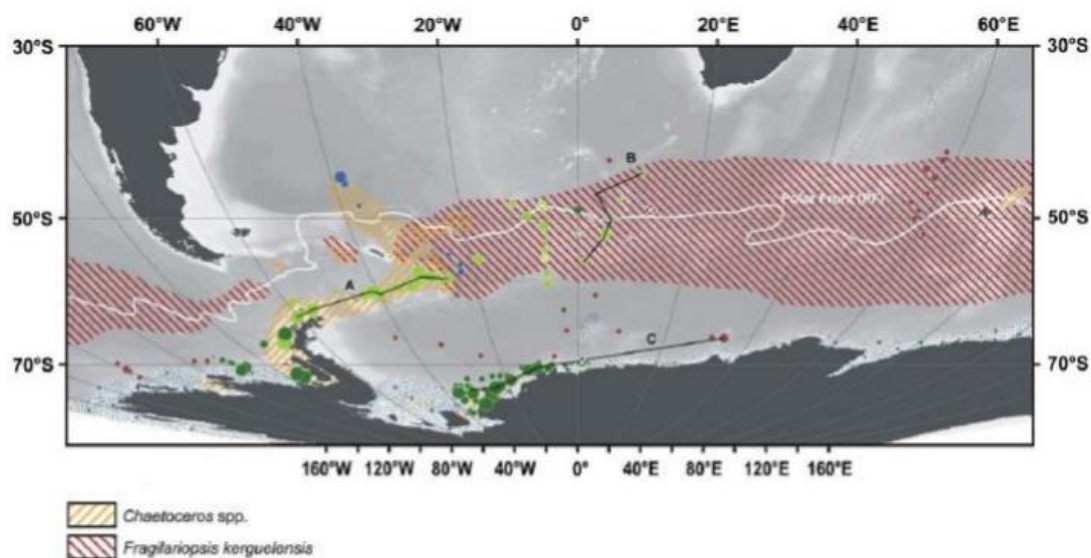 60°W 40°W 20°W 0° 20°E 40°E 60°E
30°S 30°S
B
Polar Front (PF)
50°S 50°S
PF
A
C
70°S 70°S
160°W 120°W 80°W 40°W 0° 40°E 80°E 120°E 160°E
Chaetoceros spp.
Fragilariopsis kerguelensis